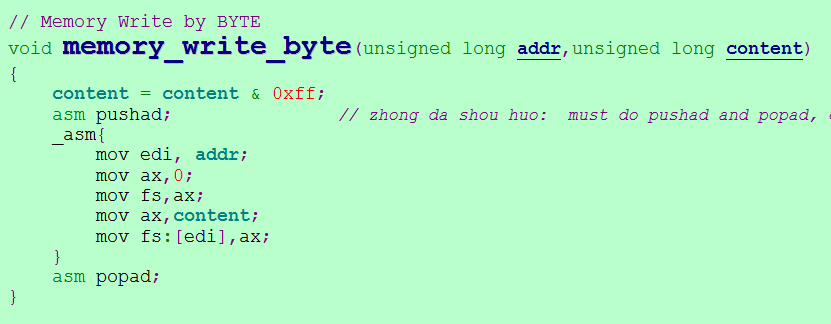 // Memory Write by BYTE
void memory_write_byte(unsigned long addr,unsigned long content)
{
    content = content & 0xff;
    asm pushad;                // zhong da shou huo:  must do pushad and popad,
    _asm{
        mov edi, addr;
        mov ax,0;
        mov fs,ax;
        mov ax,content;
        mov fs:[edi],ax;
    }
    asm popad;
}